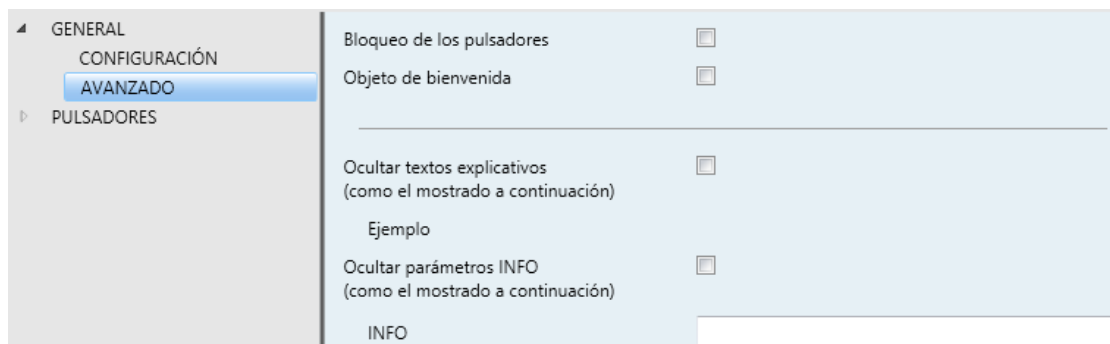 GENERAL
CONFIGURACIÓN
AVANZADO
PULSADORES
Bloqueo de los pulsadores
Objeto de bienvenida
Ocultar textos explicativos
(como el mostrado a continuación)
Ejemplo
Ocultar parámetros INFO
(como el mostrado a continuación)
INFO